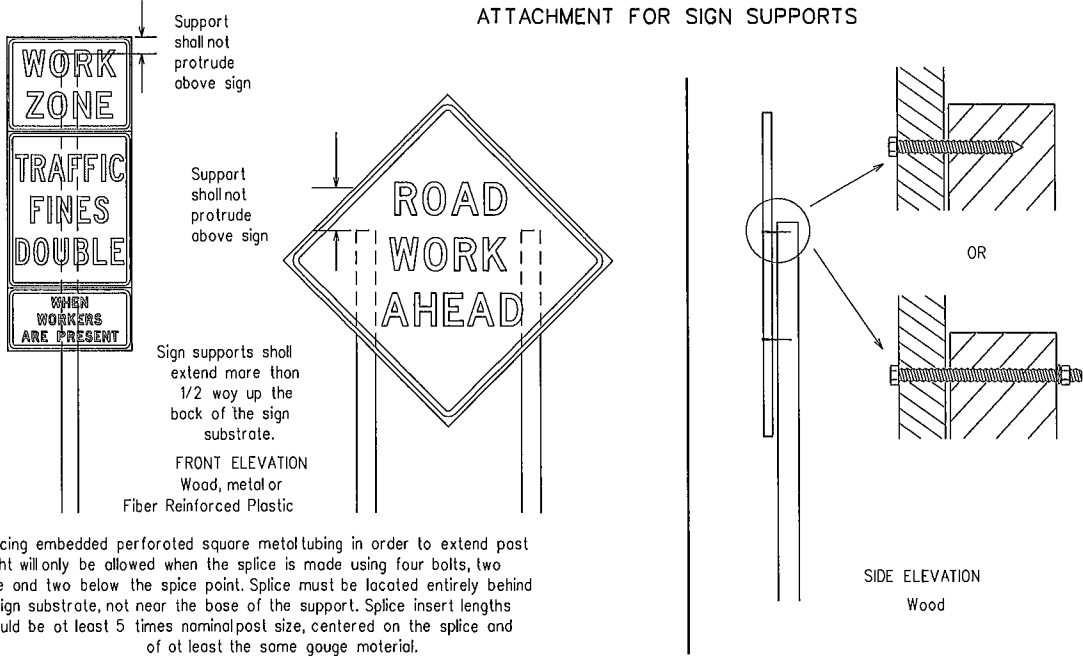 ATTACHMENT FOR SIGN SUPPORTS
Support
shall not
protrude
above sign
WORK
ZONE
TRAFFIC
FINES
DOUBLE
WHEN
WORKERS
ARE PRESENT
Support
shall not
protrude
above sign
ROAD
WORK
AHEAD
Sign supports shall
extend more than
1/2 way up the
back of the sign
substrate.
FRONT ELEVATION
Wood, metal or
Fiber Reinforced Plastic
OR
SIDE ELEVATION
Wood
cing embedded perforated square metal tubing in order to extend post
ht will only be allowed when the splice is made using four bolts, two
e and two below the spice point. Splice must be located entirely behind
ign substrate, not near the base of the support. Splice insert lengths
uld be at least 5 times nominal post size, centered on the splice and
of at least the same gauge material.